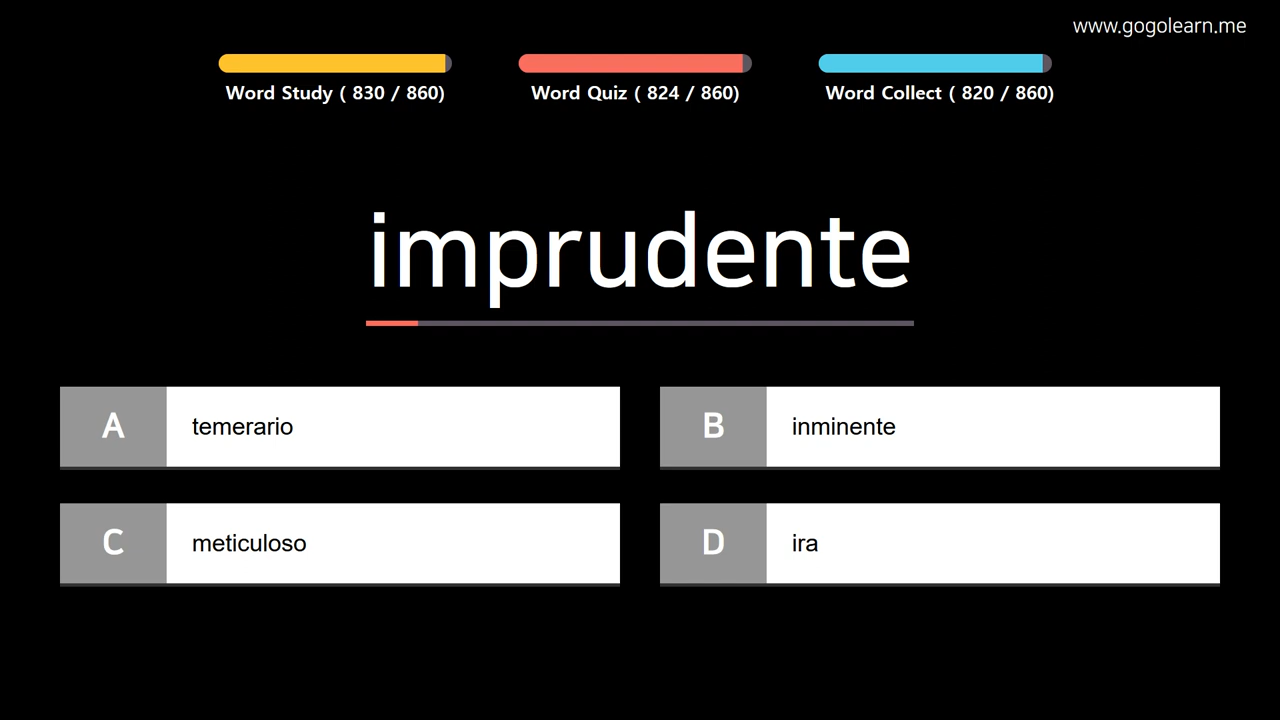 www.gogolearn.me
Word Study ( 830 / 860)
Word Quiz ( 824 / 860)
Word Collect ( 820 / 860)
imprudente
A temerario
B inminente
C meticuloso
D ira